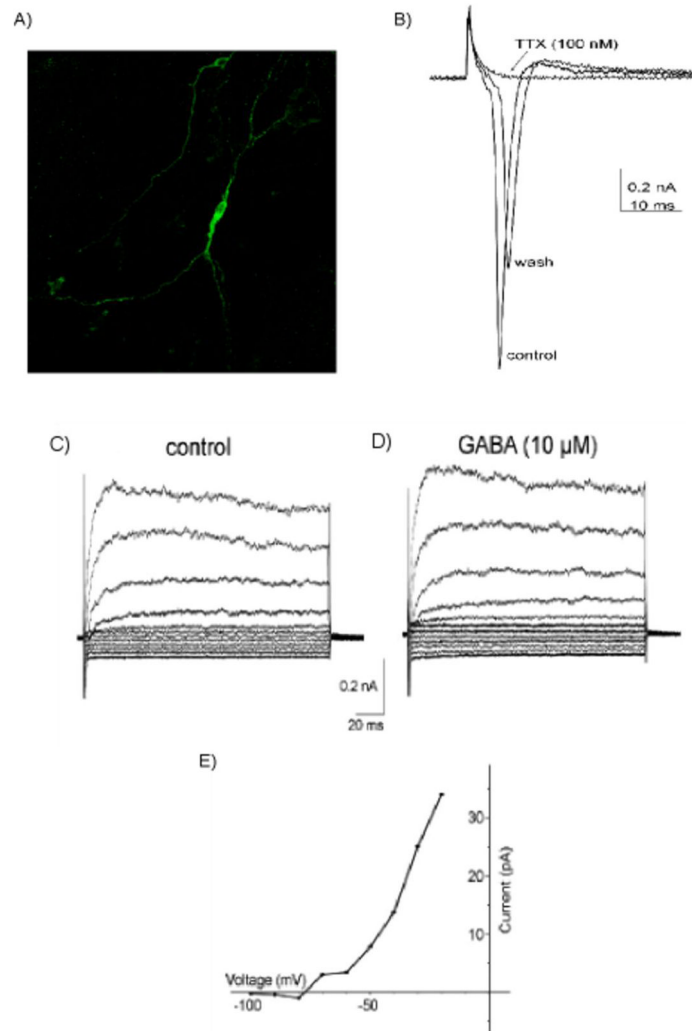 A)
B)
TTX (100 nM)
0.2 nA
10 ms
wash
control
C)
control
D)
GABA (10 µM)
0.2 nA
20 ms
E)
30
20
10
Current (pA)
Voltage (mV)
-100
-50